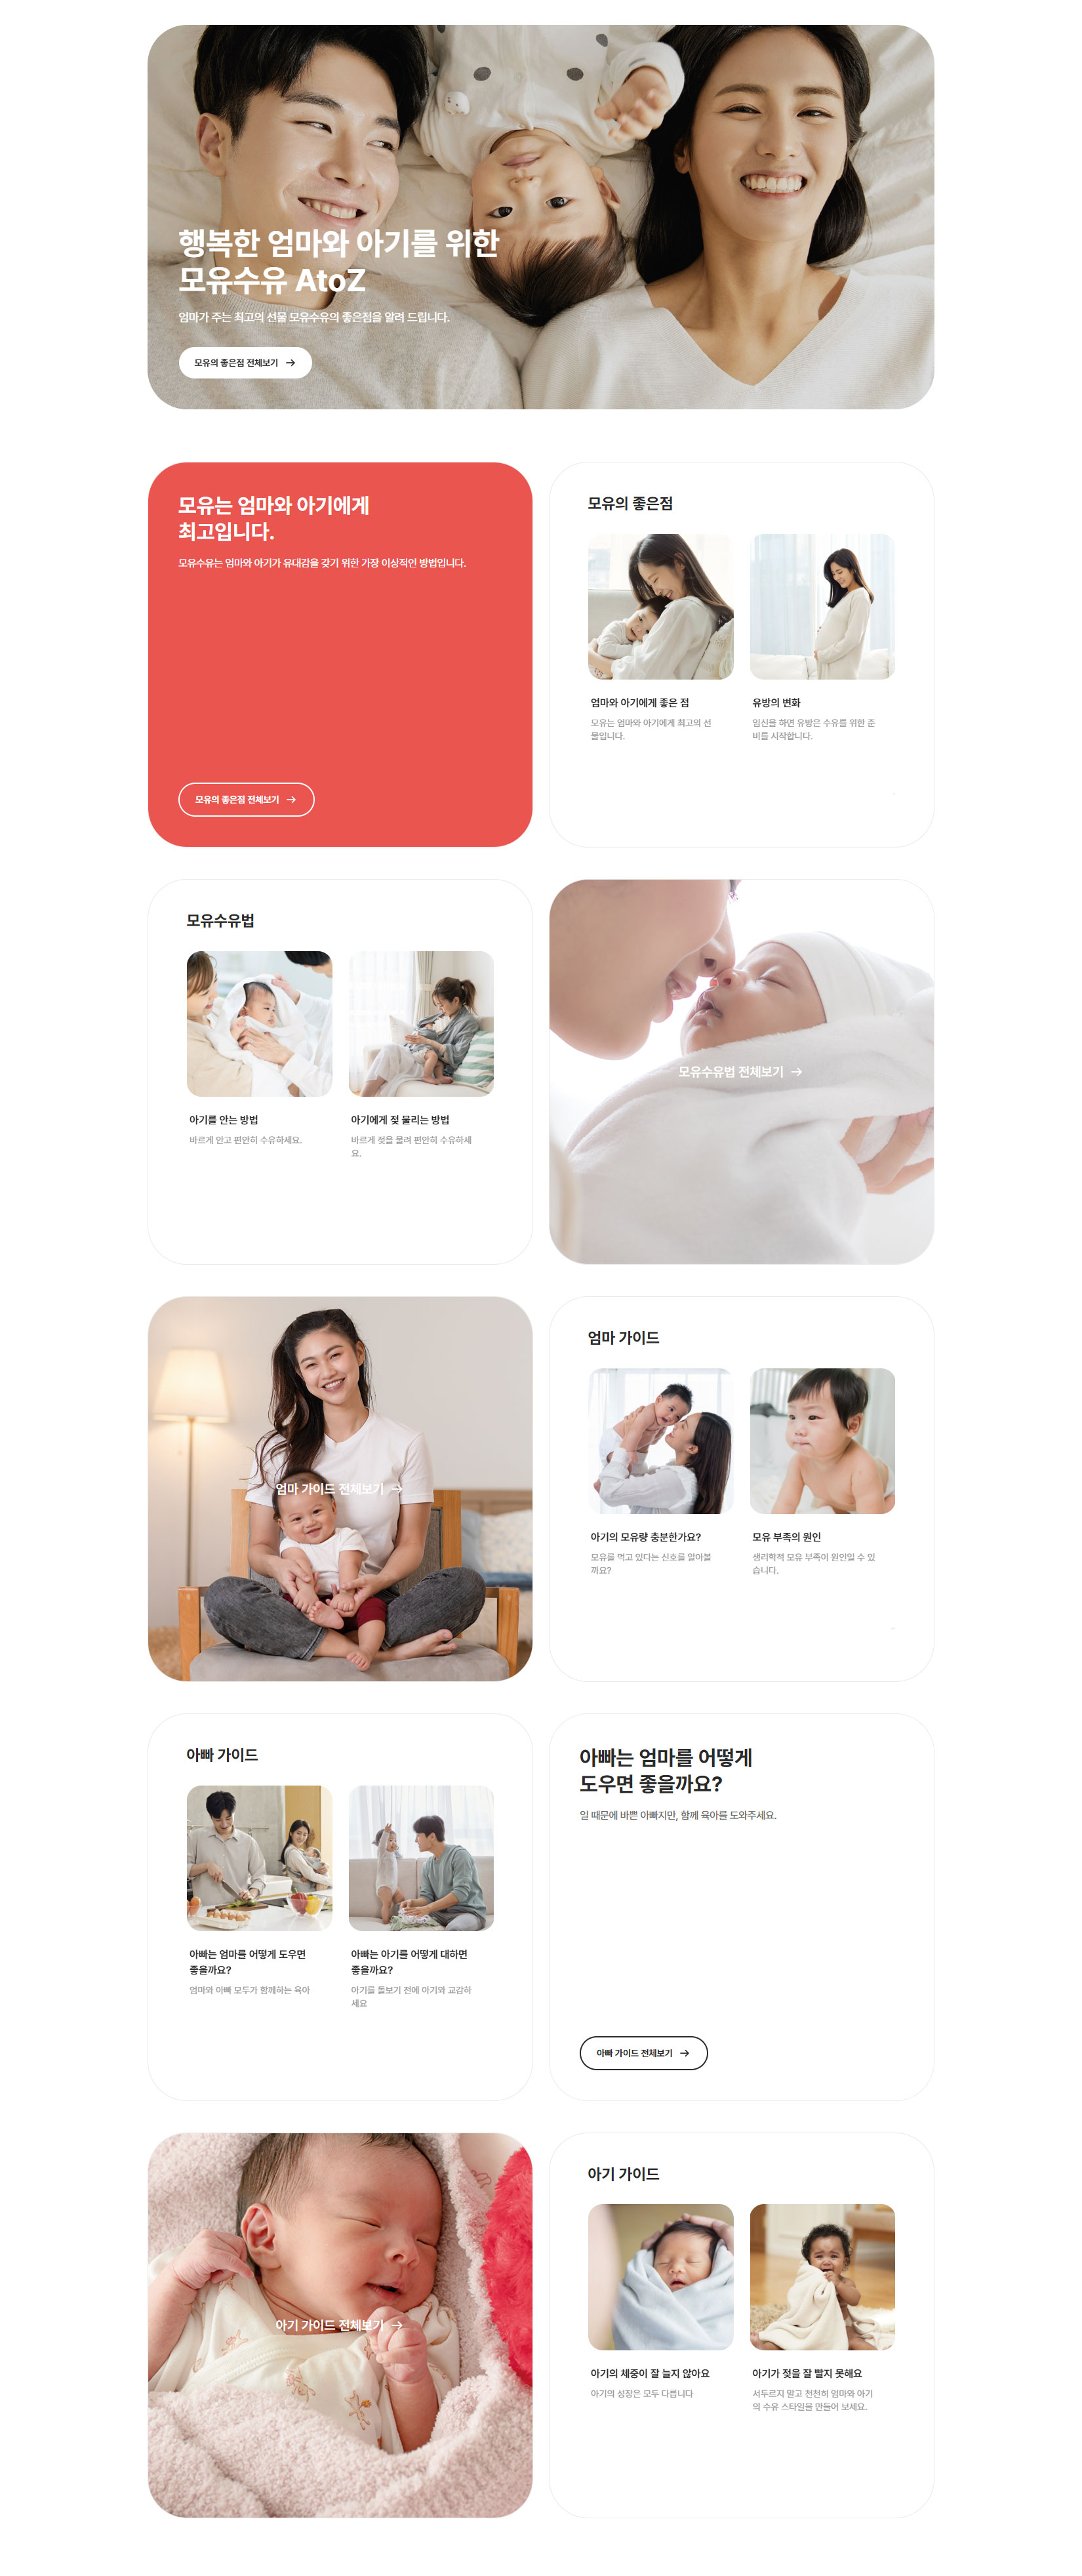 행복한 엄마와 아기를 위한
모유수유 AtoZ
엄마가 주는 최고의 선물 모유수유의 좋은점을 알려 드립니다.
모유의 좋은점 전체보기 →
모유는 엄마와 아기에게
최고입니다.
모유수유는 엄마와 아기가 유대감을 갖기 위한 가장 이상적인 방법입니다.
모유의 좋은점 전체보기 →
모유의 좋은점
엄마와 아기에게 좋은 점
모유는 엄마와 아기에게 최고의 선
물입니다.
유방의 변화
임신을 하면 유방은 수유를 위한 준
비를 시작합니다.
모유수유법
아기를 안는 방법
바르게 안고 편안히 수유하세요.
아기에게 젖 물리는 방법
바르게 젖을 물려 편안히 수유하세
요.
모유수유법 전체보기 →
엄마 가이드 전체보기 →
엄마 가이드
아기의 모유량 충분한가요?
모유를 먹고 있다는 신호를 알아볼
까요?
모유 부족의 원인
생리학적 모유 부족이 원인일 수 있
습니다.
아빠 가이드
아빠는 엄마를 어떻게 도우면
좋을까요?
엄마와 아빠 모두가 함께하는 육아
아빠는 아기를 어떻게 대하면
좋을까요?
아기를 돌보기 전에 아기와 교감하
세요
아빠는 엄마를 어떻게
도우면 좋을까요?
일 때문에 바쁜 아빠지만, 함께 육아를 도와주세요.
아빠 가이드 전체보기 →
아기 가이드 전체보기 →
아기 가이드
아기의 체중이 잘 늘지 않아요
아기의 성장은 모두 다릅니다
아기가 젖을 잘 빨지 못해요
서두르지 말고 천천히 엄마와 아기
의 수유 스타일을 만들어 보세요.